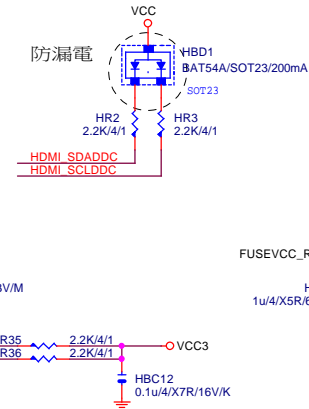 VCC
防漏電
HBD1
BAT54A/SOT23/200mA
SOT23
HR2
2.2K/4/1
HR3
2.2K/4/1
HDMI_SDADDC
HDMI_SCLDDC
FUSEVCC_R
V/M
1u/4/X5R/6
R35
2.2K/4/1
R36
2.2K/4/1
VCC3
HBC12
0.1u/4/X7R/16V/K